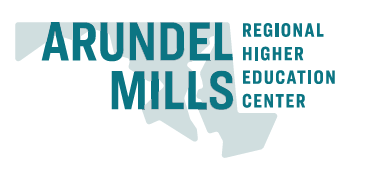 ARUNDEL
MILLS
REGIONAL
HIGHER
EDUCATION
CENTER